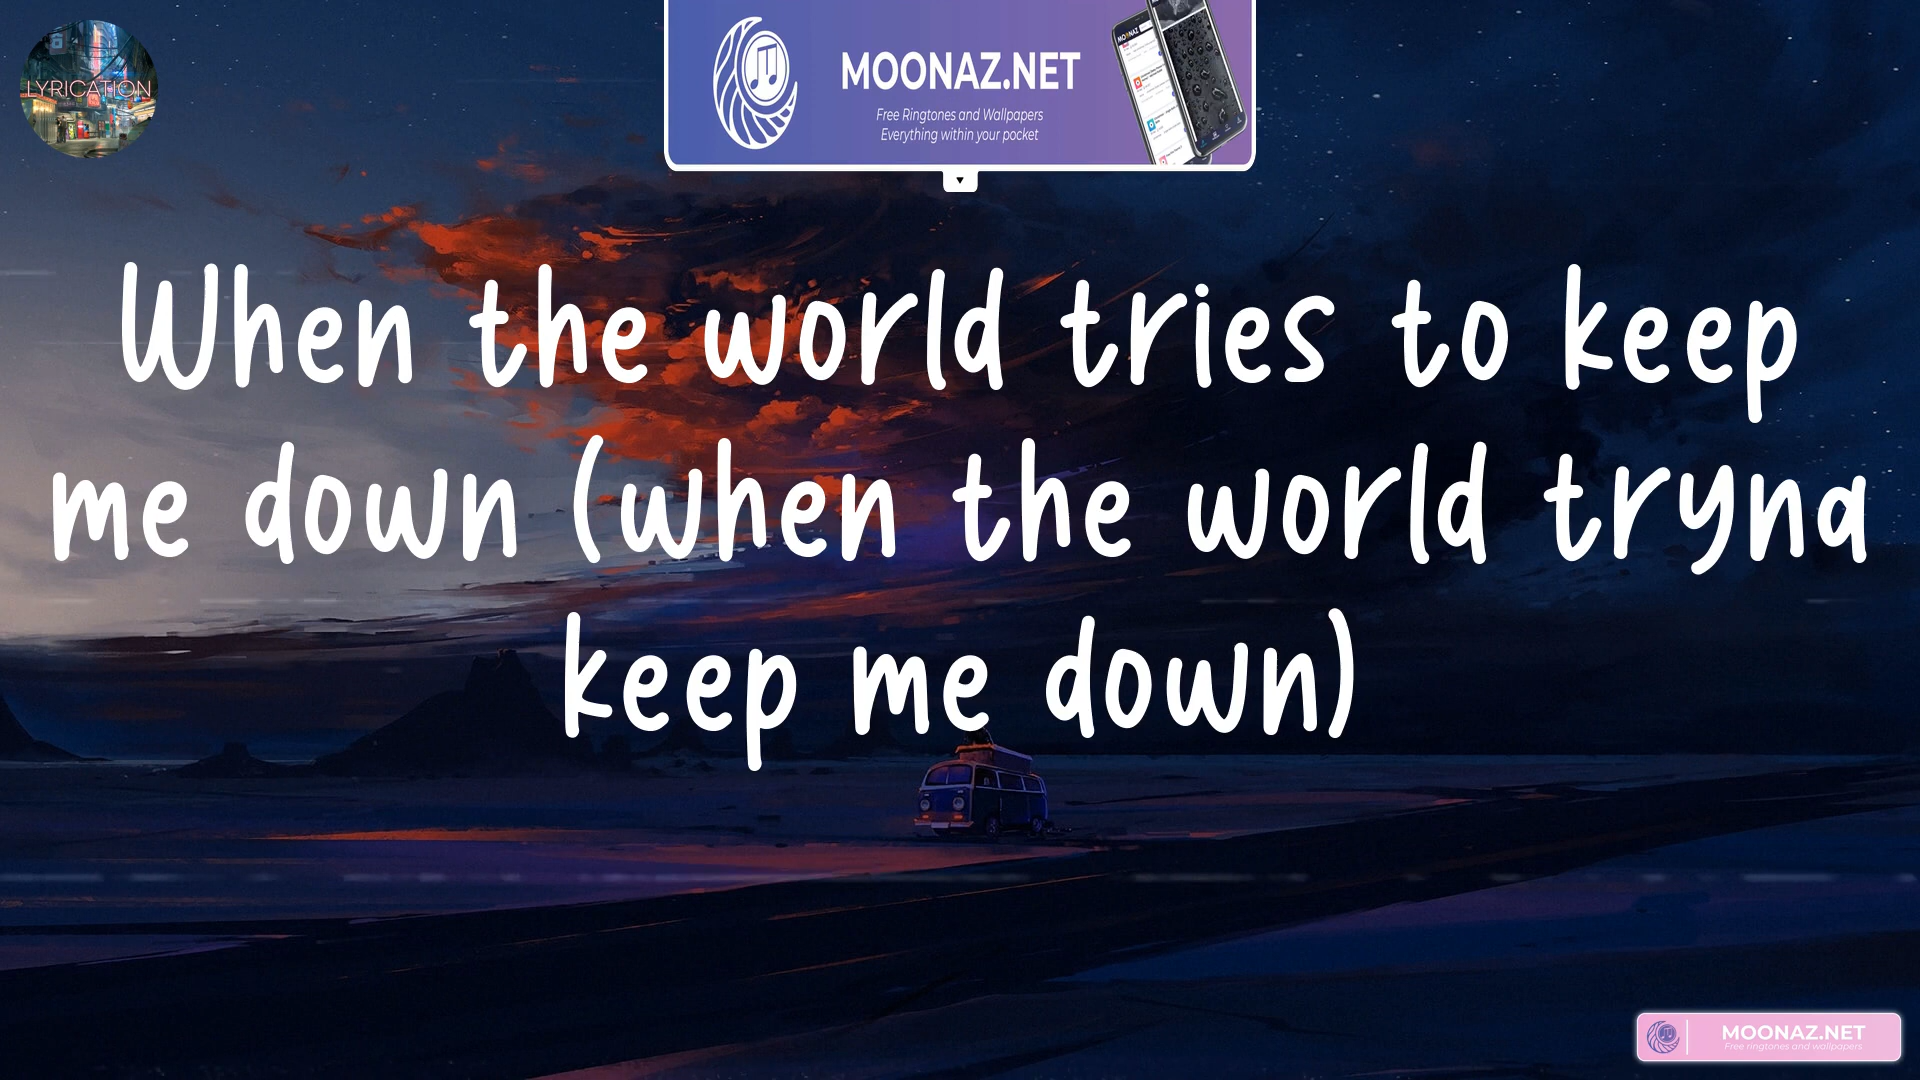 LYRICATION
MOONAZ.NET
Free Ringtones and Wallpapers
Everything within your pocket
When the world tries to keep
me down (when the world tryna
keep me down)
MOONAZ.NET
Free ringtones and wallpapers